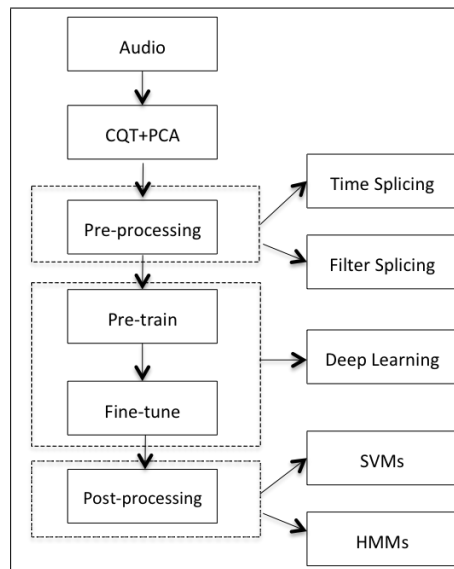 Audio
CQT+PCA
Time Splicing
Pre-processing
Filter Splicing
Pre-train
Deep Learning
Fine-tune
SVMs
Post-processing
HMMs